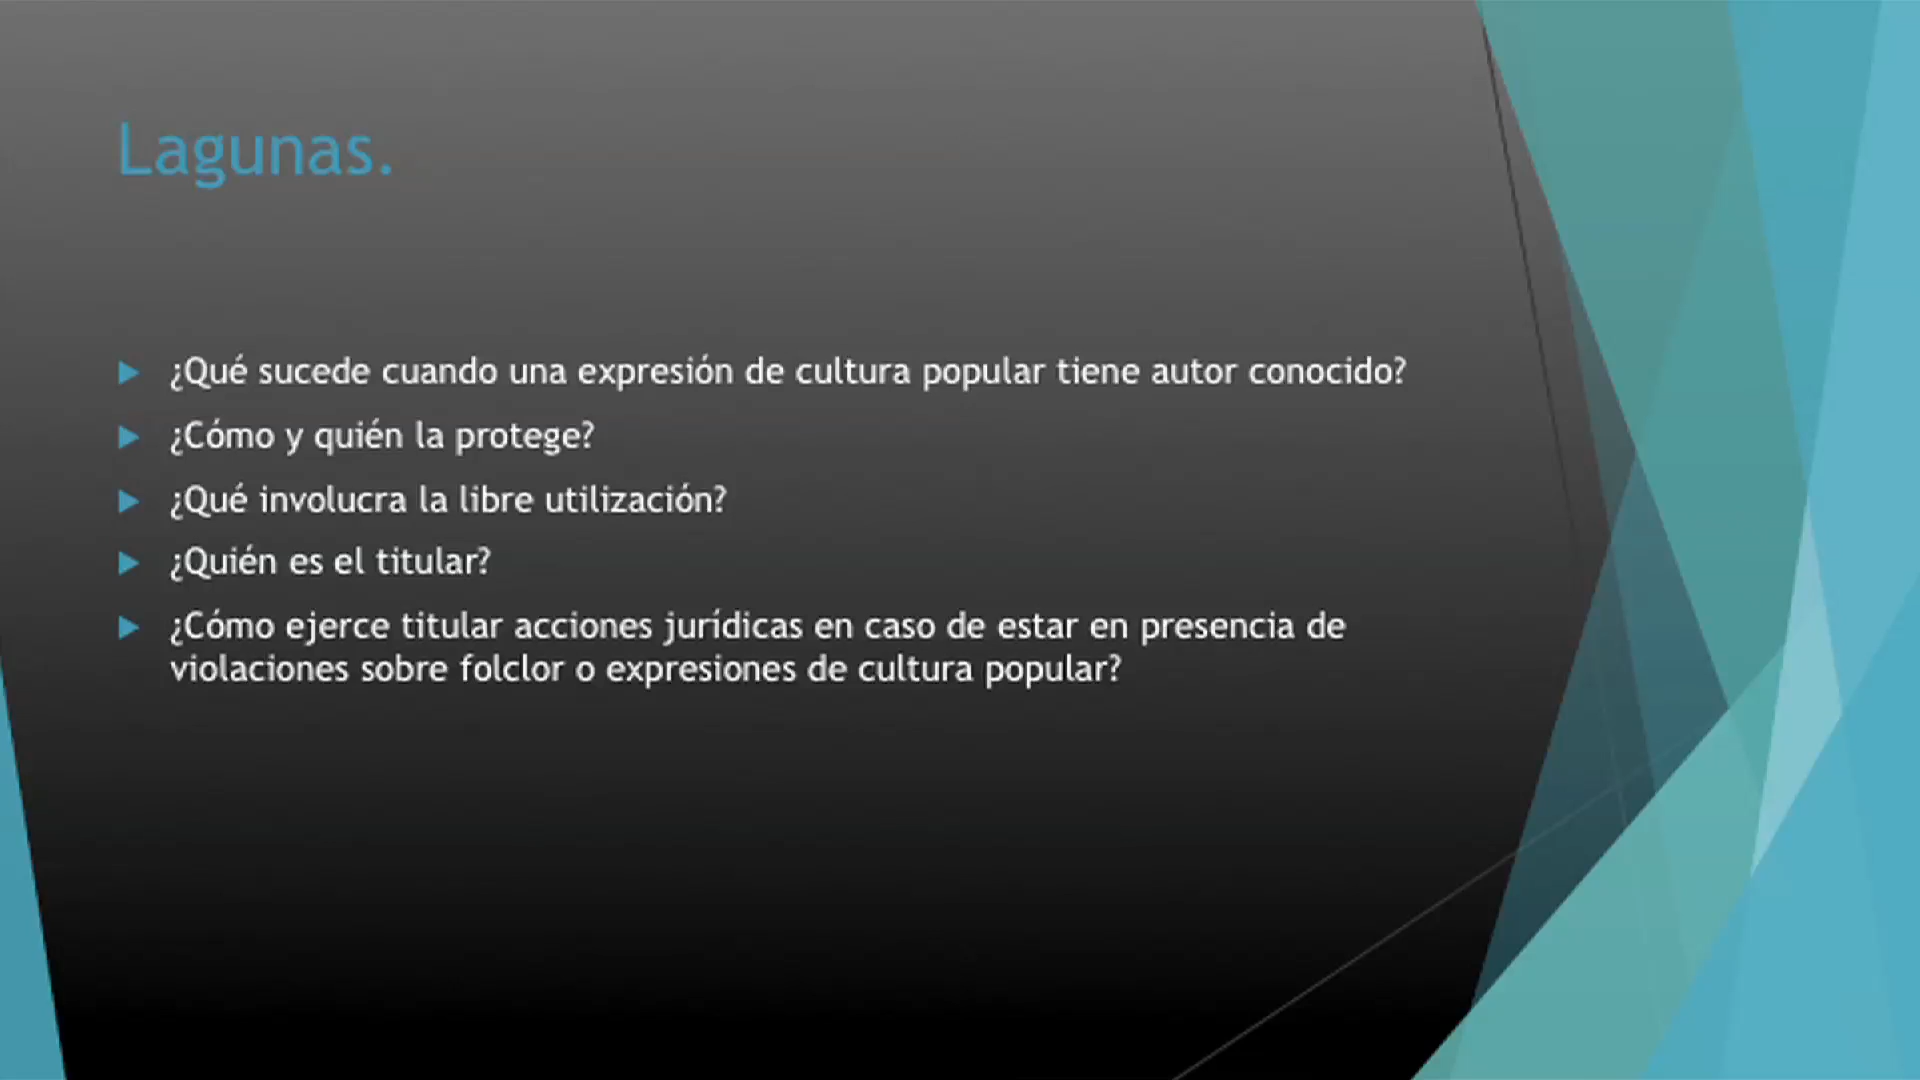 Lagunas.
¿Qué sucede cuando una expresión de cultura popular tiene autor conocido?
¿Cómo y quién la protege?
¿Qué involucra la libre utilización?
¿Quién es el titular?
¿Cómo ejerce titular acciones jurídicas en caso de estar en presencia de
violaciones sobre folclor o expresiones de cultura popular?